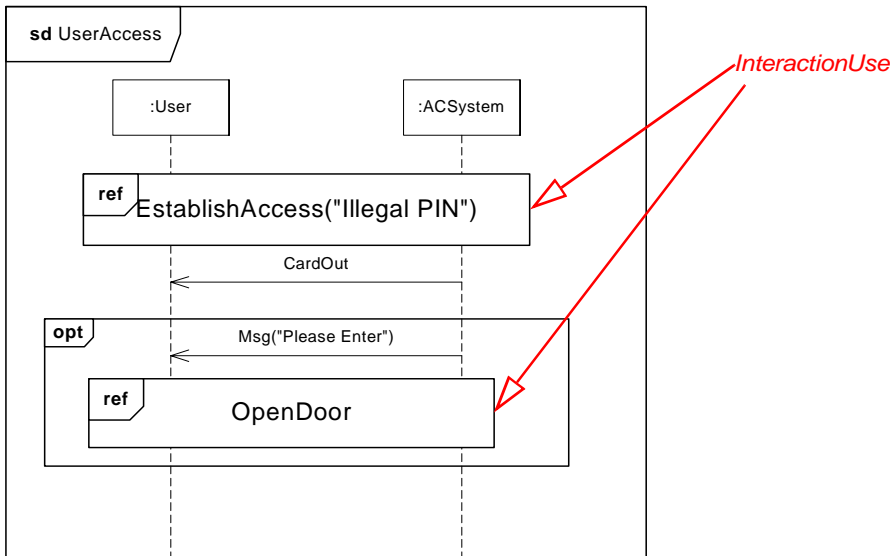 sd UserAccess
InteractionUse
:User
:ACSystem
ref
EstablishAccess("Illegal PIN")
CardOut
opt
Msg("Please Enter")
ref
OpenDoor